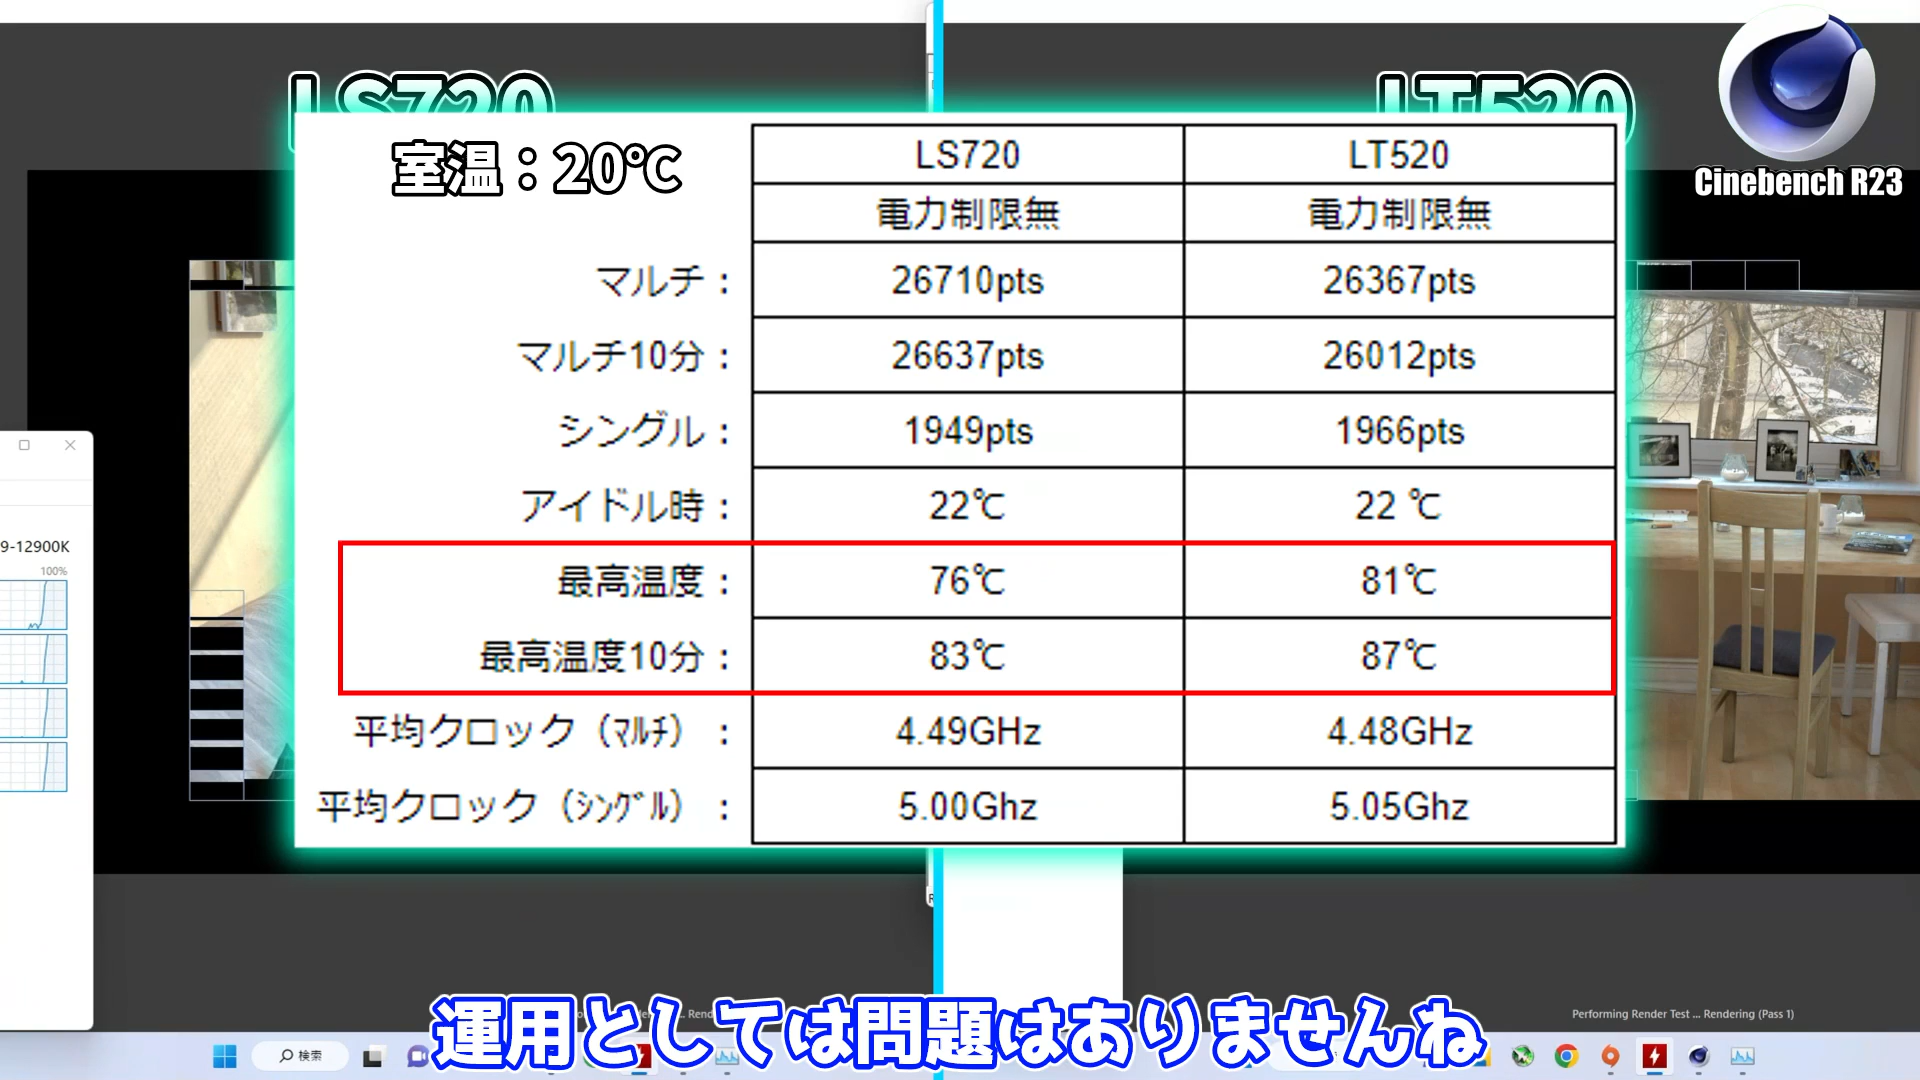 LS720
LT520
Cinebench R23
室温：20℃
LS720 LT520
電力制限無 電力制限無
マルチ： 26710pts 26367pts
マルチ10分： 26637pts 26012pts
シングル： 1949pts 1966pts
アイドル時： 22℃ 22 ℃
最高温度： 76℃ 81℃
最高温度10分： 83℃ 87℃
平均クロック（ﾏﾙﾁ）： 4.49GHz 4.48GHz
平均クロック（ｼﾝｸﾞﾙ）： 5.00Ghz 5.05Ghz
9-12900K
100%
Performing Render Test ... Rendering (Pass 1)
運用としては問題はありませんね
検索